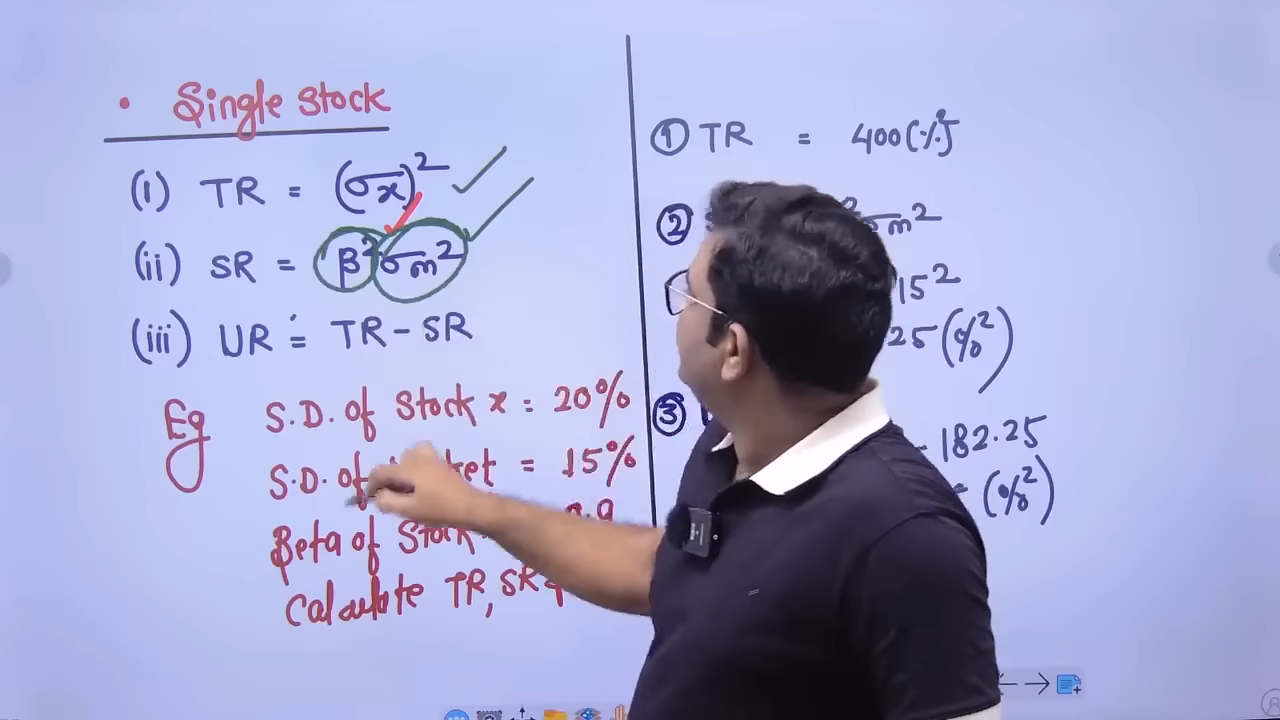 • Single stock
(i) TR = (σx)²
(ii) SR = β² σm²
(iii) UR = TR - SR
Eg S.D. of Stock x = 20%
S.D. of = 15%
Beta of Stock
Calculate TR, SR
① TR = 400(%)²
② σm²
15²
25 (%²)
③ - 182.25
= (%²)